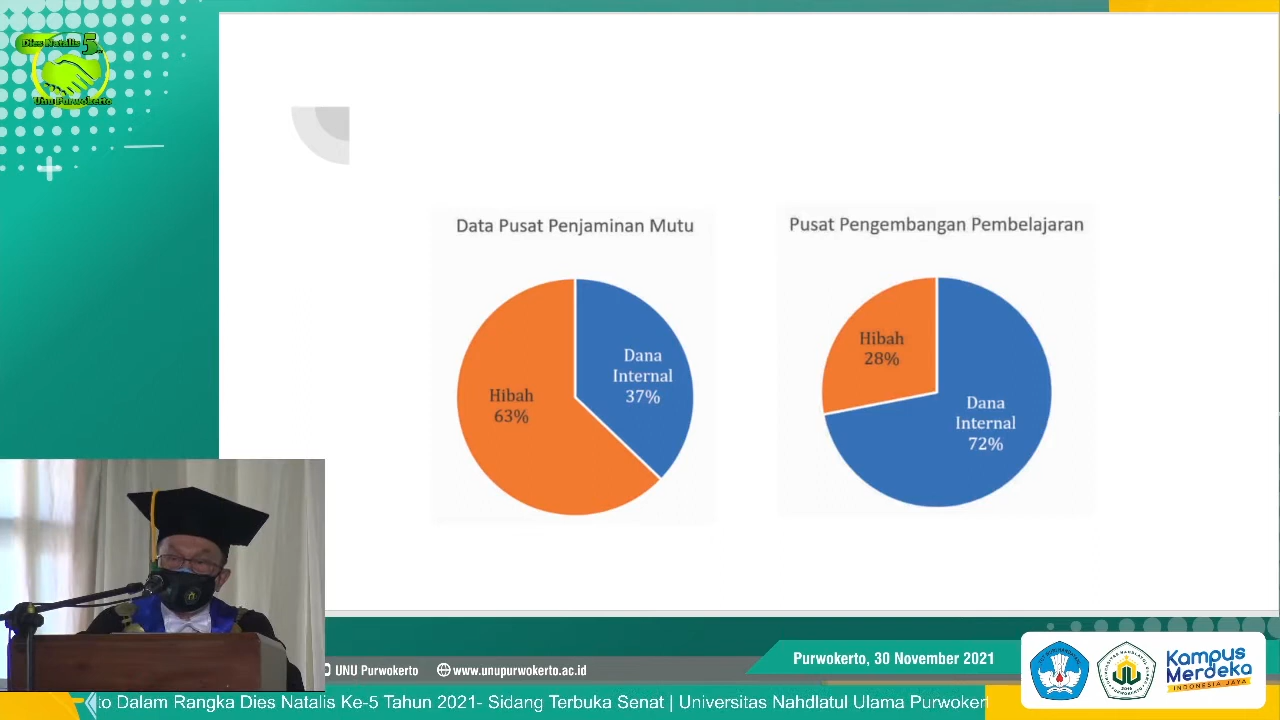 Dies Natalis 5
Unu Purwokerto
Data Pusat Penjaminan Mutu
Dana
Internal
37%
Hibah
63%
Pusat Pengembangan Pembelajaran
Hibah
28%
Dana
Internal
72%
Purwokerto, 30 November 2021
UNU Purwokerto
www.unupurwokerto.ac.id
Kampus
Merdeka
INDONESIA JAYA
to Dalam Rangka Dies Natalis Ke-5 Tahun 2021- Sidang Terbuka Senat | Universitas Nahdlatul Ulama Purwokert